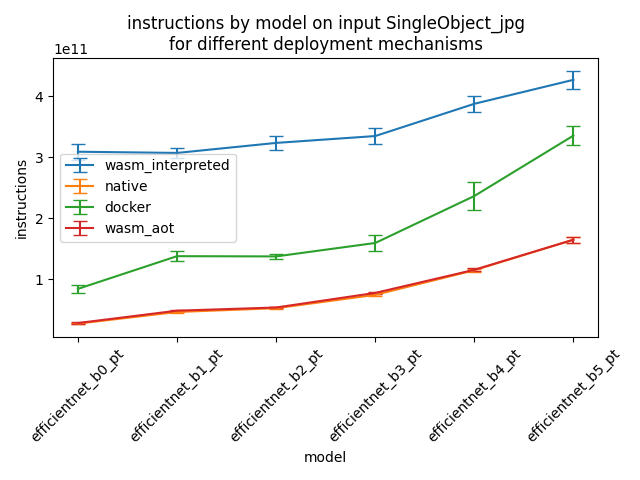 instructions by model on input SingleObject_jpg
for different deployment mechanisms
1e11
4
3
2
1
instructions
wasm_interpreted
native
docker
wasm_aot
efficientnet_b0_pt
efficientnet_b1_pt
efficientnet_b2_pt
efficientnet_b3_pt
efficientnet_b4_pt
efficientnet_b5_pt
model